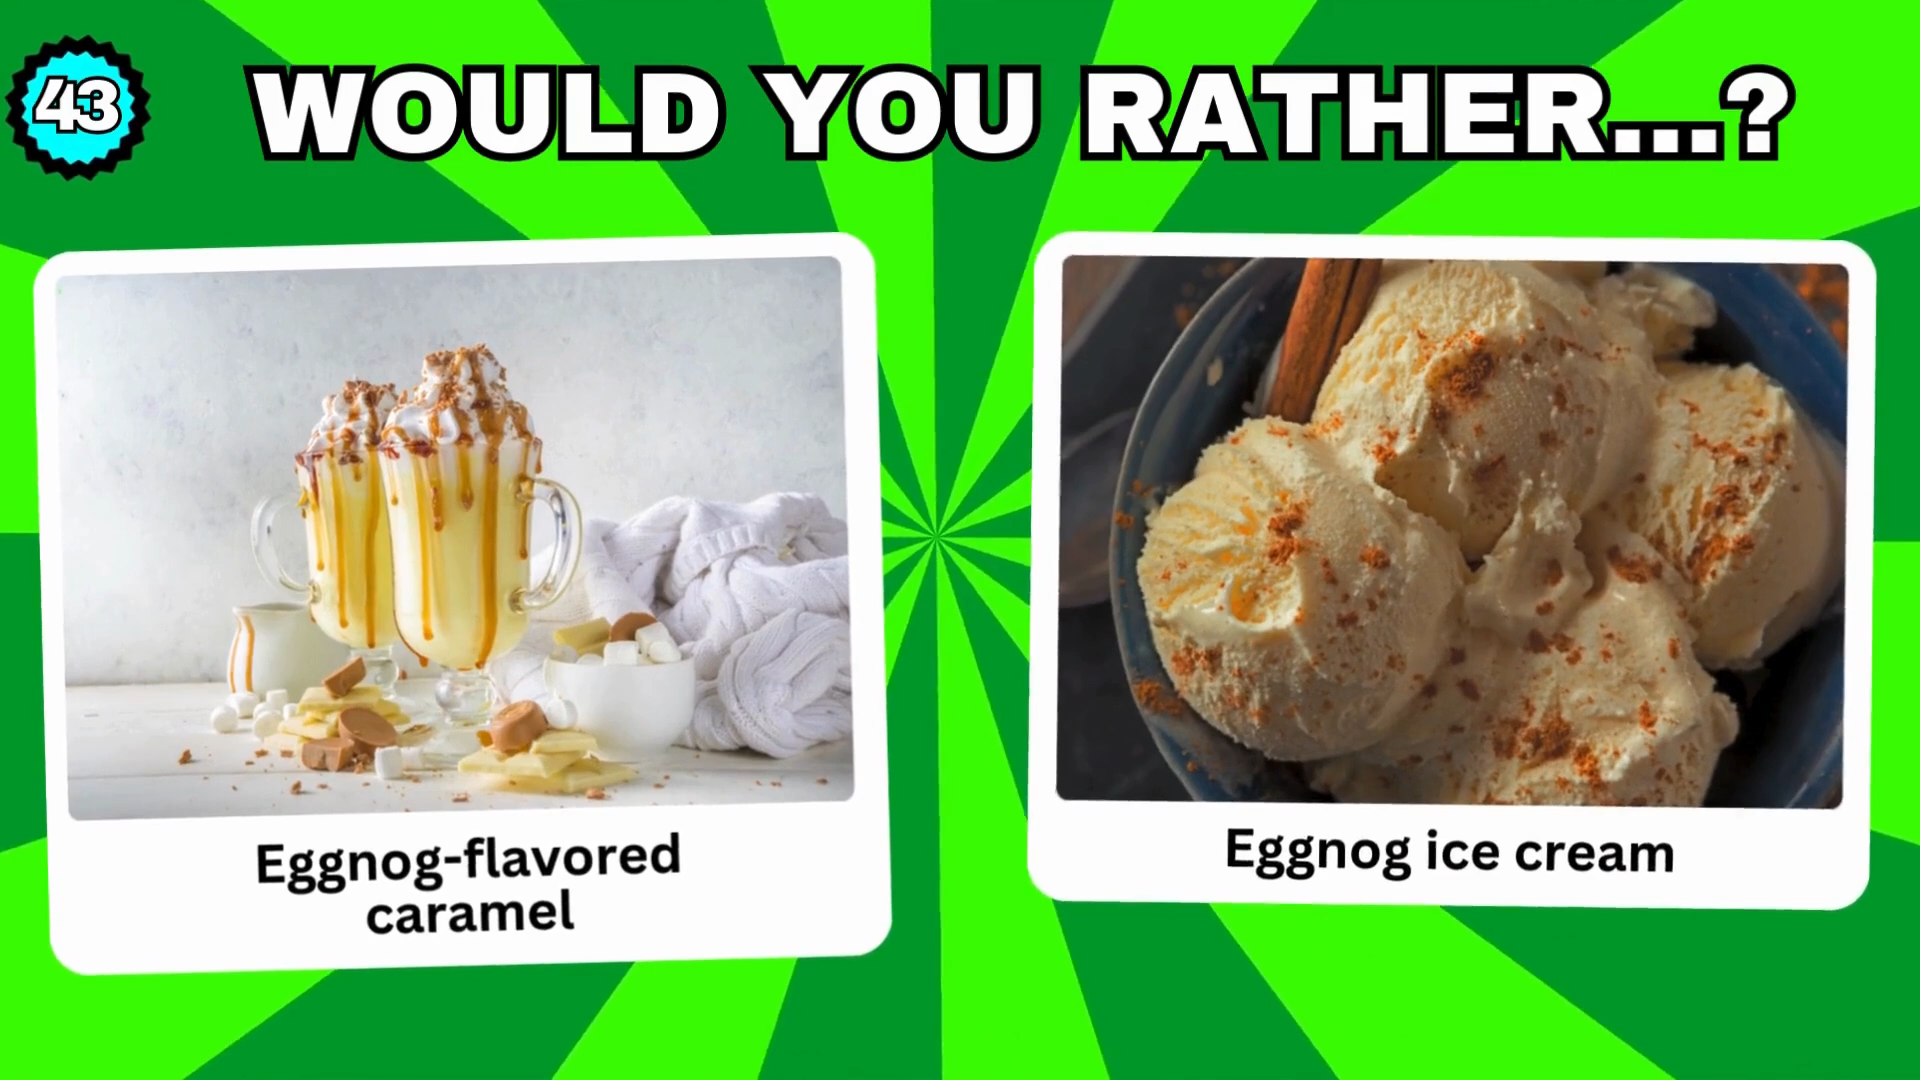 43
WOULD YOU RATHER...?
Eggnog-flavored
caramel
Eggnog ice cream